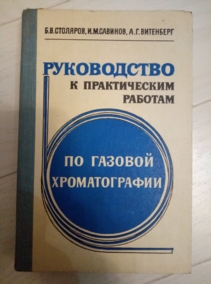 Б.В.СТОЛЯРОВ, И.М.САВИНОВ, А.Г.ВИТЕНБЕРГ
РУКОВОДСТВО
К ПРАКТИЧЕСКИМ
РАБОТАМ
ПО ГАЗОВОЙ
ХРОМАТОГРАФИИ